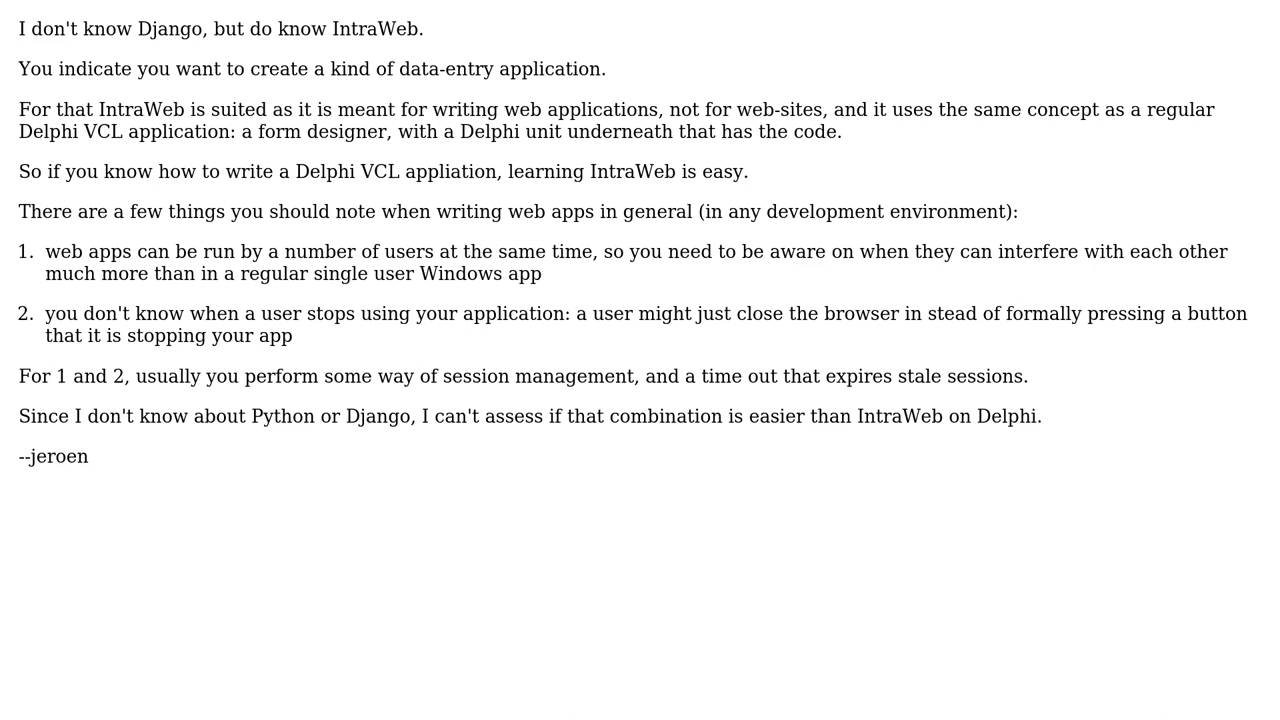 I don't know Django, but do know IntraWeb.
You indicate you want to create a kind of data-entry application.
For that IntraWeb is suited as it is meant for writing web applications, not for web-sites, and it uses the same concept as a regular
Delphi VCL application: a form designer, with a Delphi unit underneath that has the code.
So if you know how to write a Delphi VCL appliation, learning IntraWeb is easy.
There are a few things you should note when writing web apps in general (in any development environment):
1. web apps can be run by a number of users at the same time, so you need to be aware on when they can interfere with each other
much more than in a regular single user Windows app
2. you don't know when a user stops using your application: a user might just close the browser in stead of formally pressing a button
that it is stopping your app
For 1 and 2, usually you perform some way of session management, and a time out that expires stale sessions.
Since I don't know about Python or Django, I can't assess if that combination is easier than IntraWeb on Delphi.
--jeroen